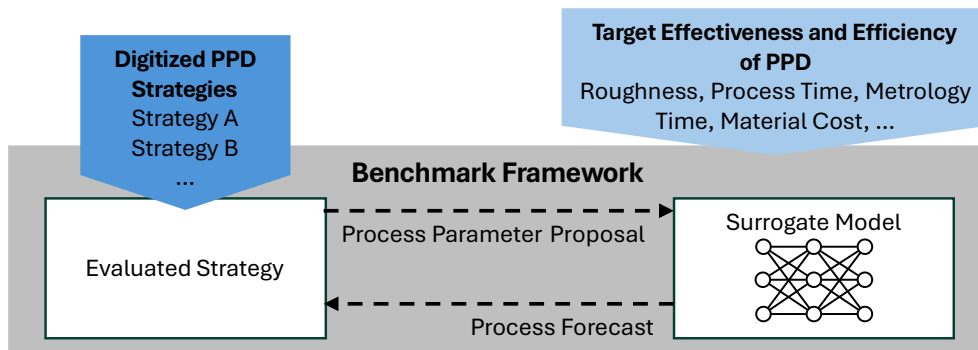 Digitized PPD
Strategies
Strategy A
Strategy B
...
Target Effectiveness and Efficiency
of PPD
Roughness, Process Time, Metrology
Time, Material Cost, ...
Benchmark Framework
Evaluated Strategy
Process Parameter Proposal
Process Forecast
Surrogate Model